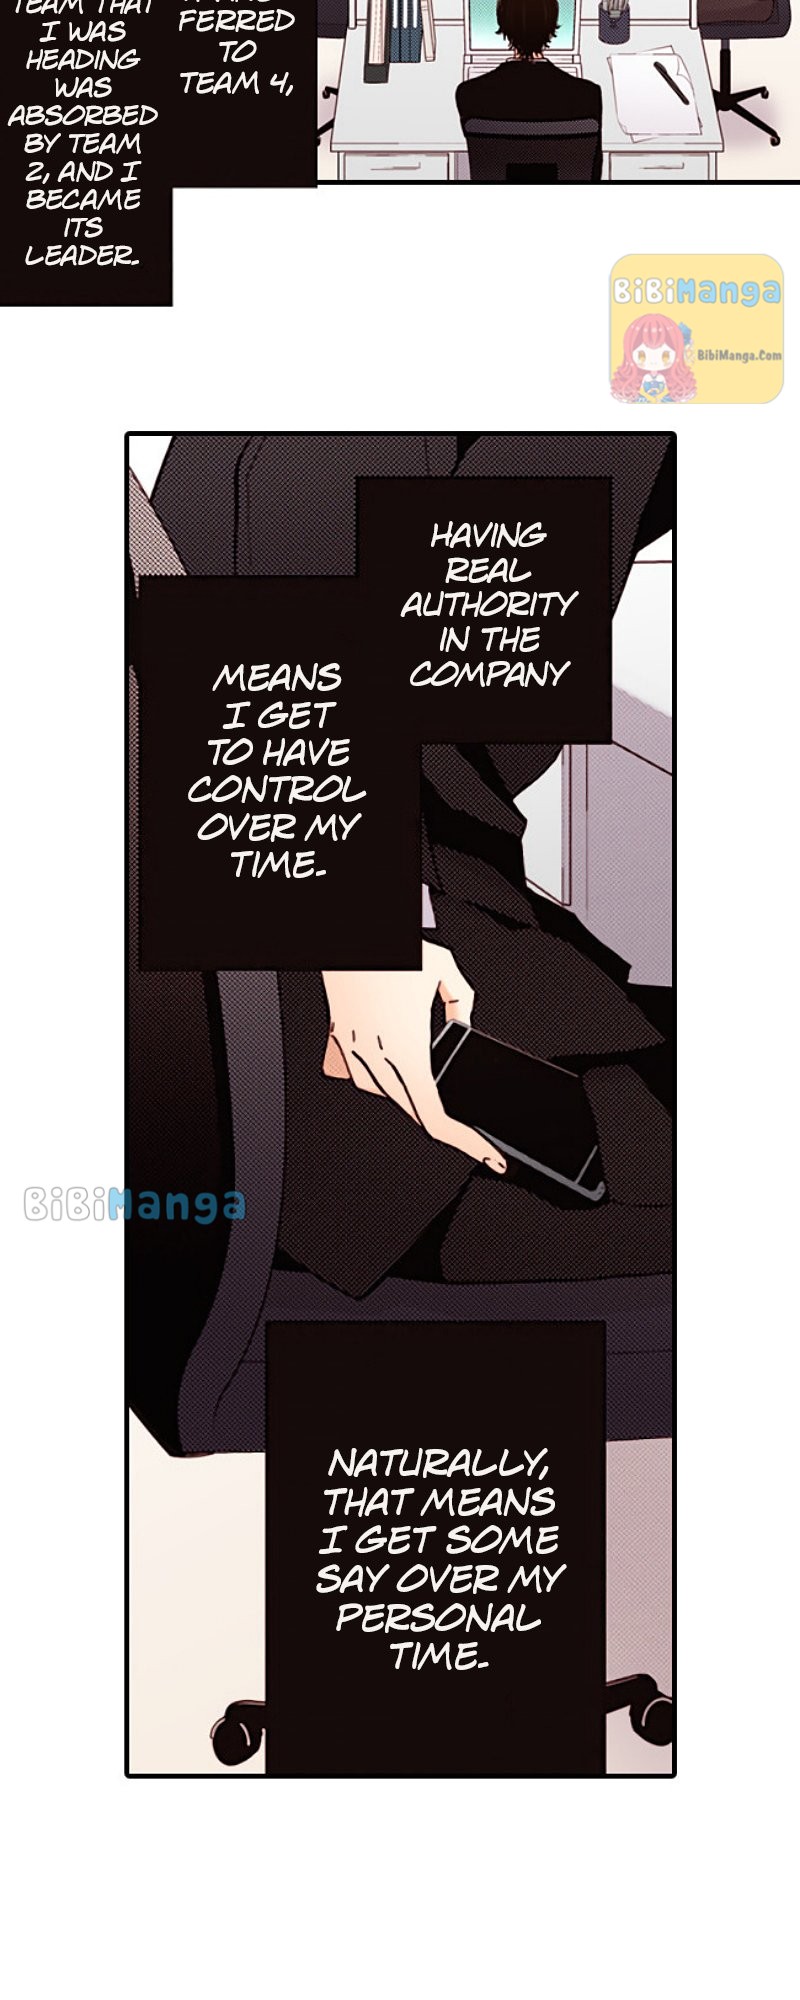 FERRED
TO
TEAM 4,
TEAM THAT
I WAS
HEADING
WAS
ABSORBED
BY TEAM
2, AND I
BECAME
ITS
LEADER.
BiBiManga
BibiManga.Com
HAVING
REAL
AUTHORITY
IN THE
COMPANY
MEANS
I GET
TO HAVE
CONTROL
OVER MY
TIME.
BiBiManga
NATURALLY,
THAT MEANS
I GET SOME
SAY OVER MY
PERSONAL
TIME.